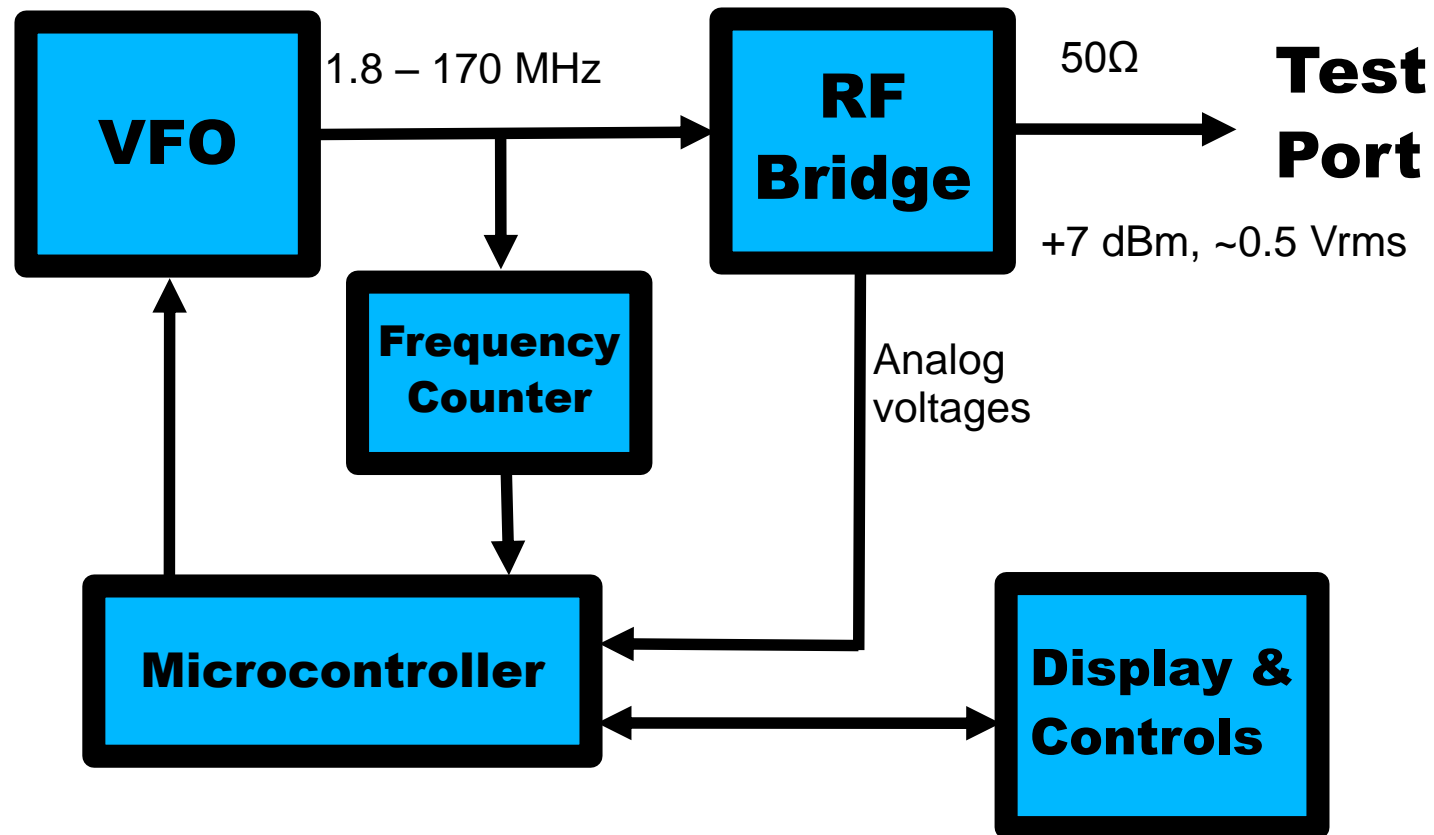 VFO
1.8 – 170 MHz
RF
Bridge
50Ω
Test
Port
+7 dBm, ~0.5 Vrms
Frequency
Counter
Analog
voltages
Microcontroller
Display &
Controls